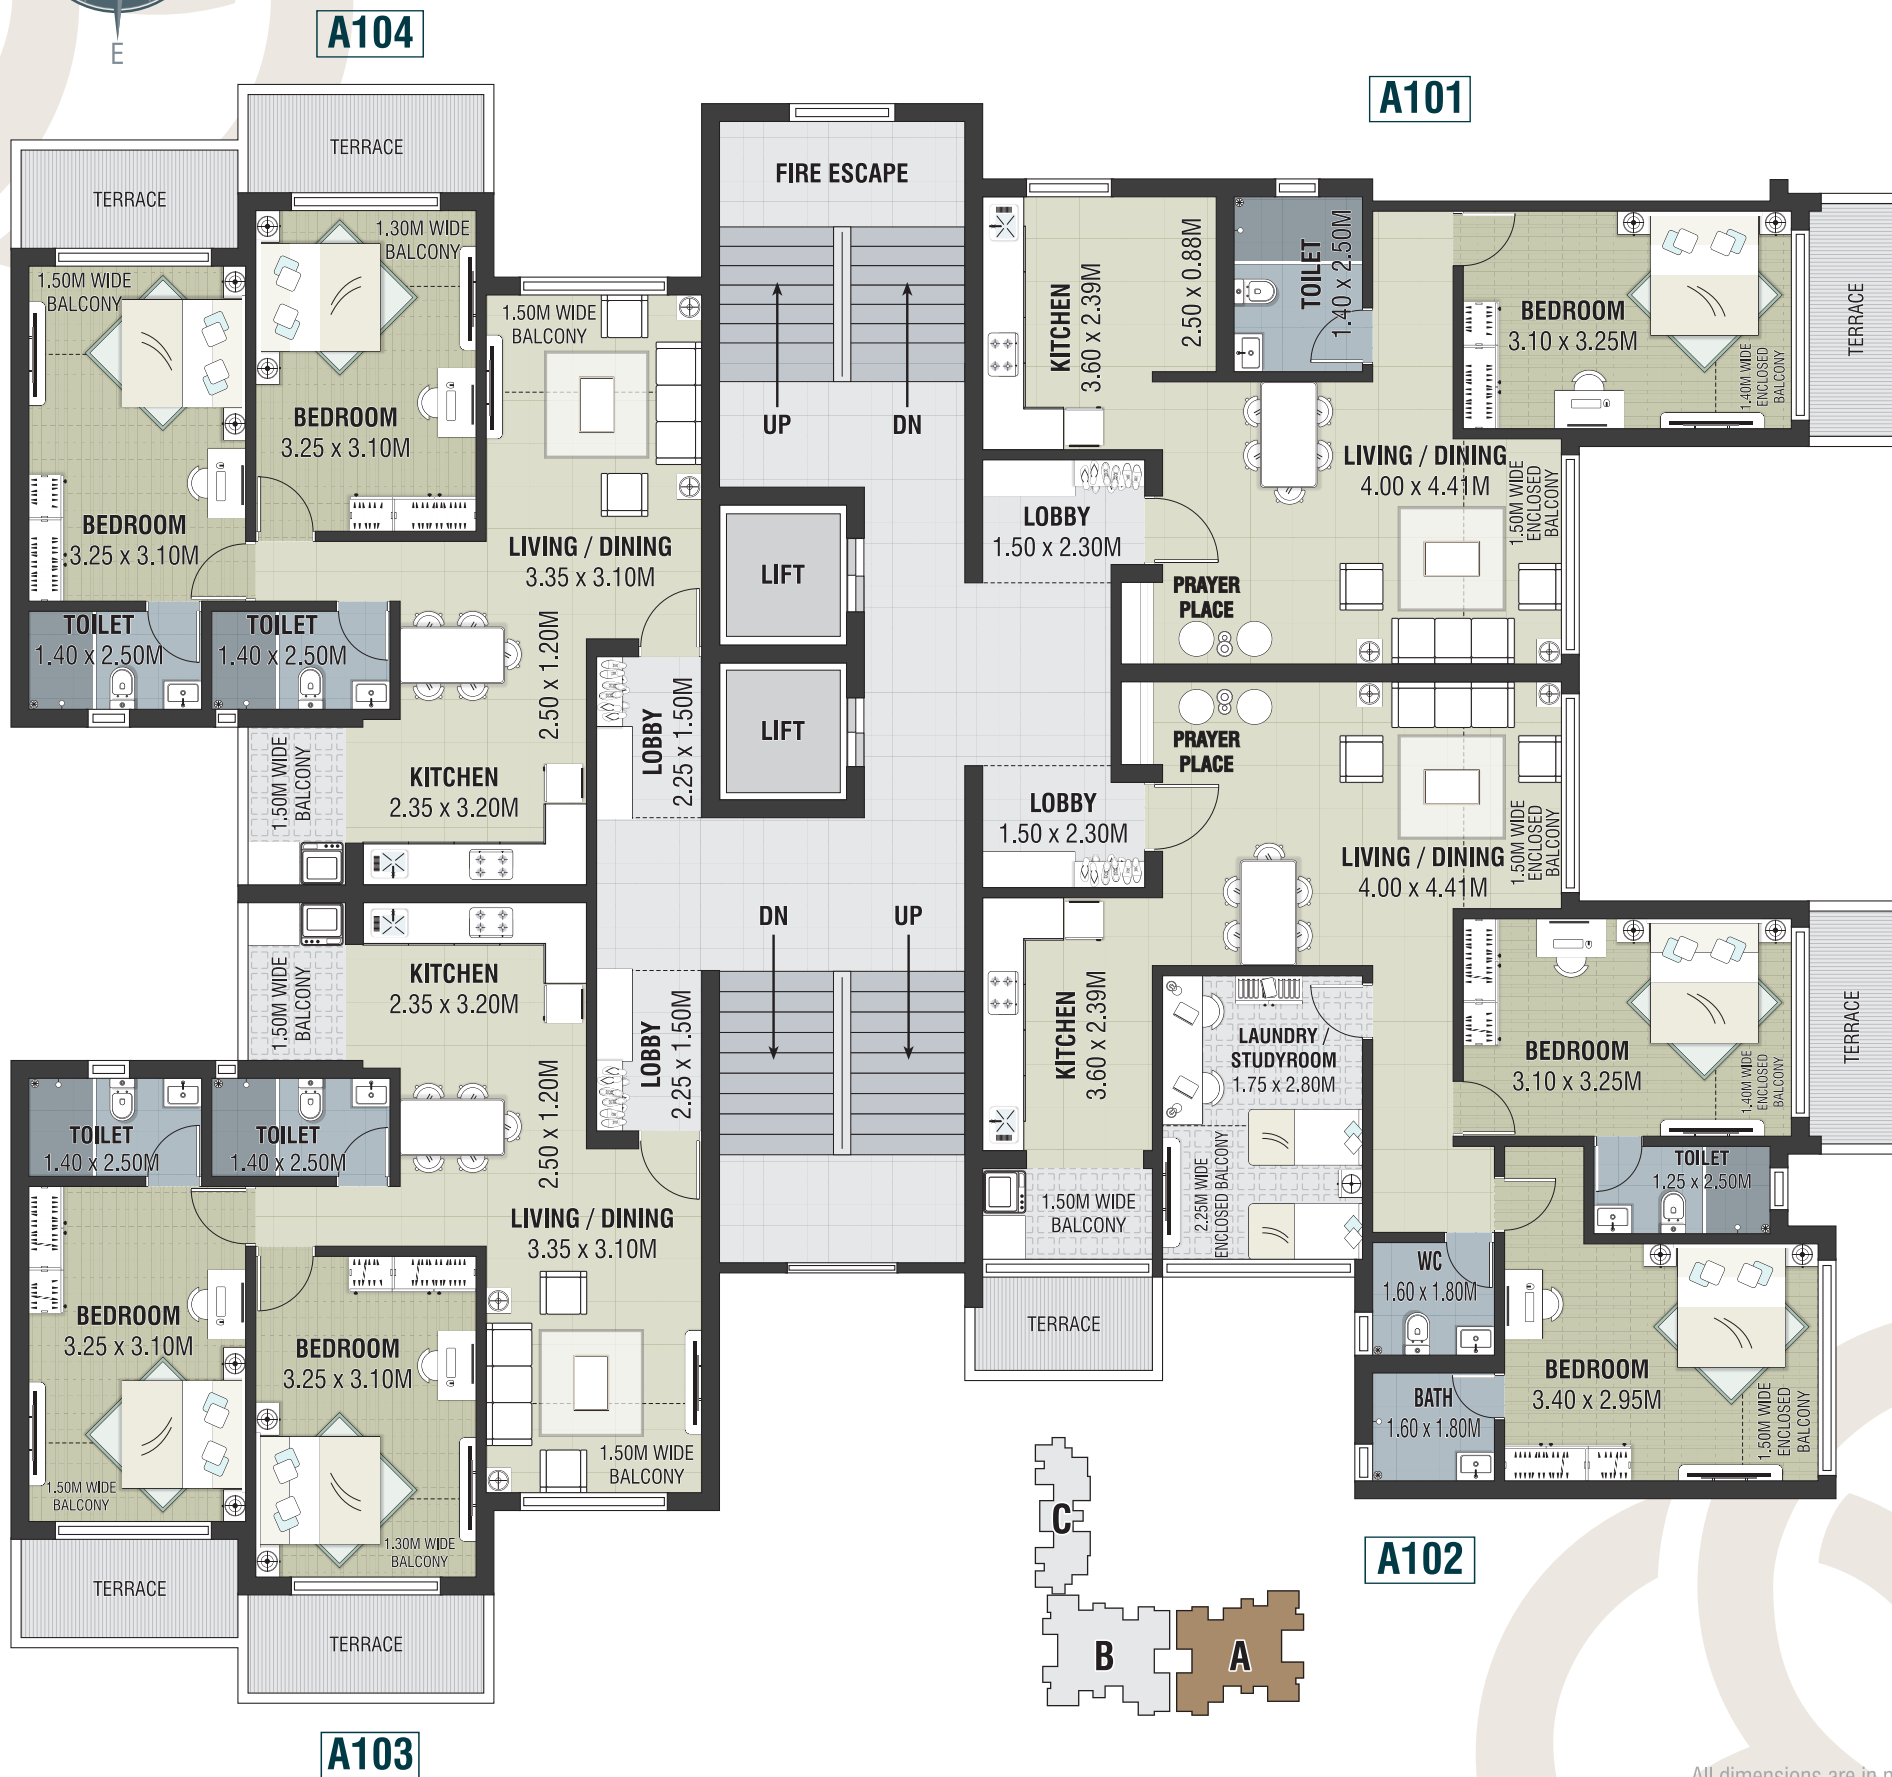 E
A104
TERRACE
TERRACE
1.30M WIDE
BALCONY
1.50M WIDE
BALCONY
1.50M WIDE
BALCONY
BEDROOM
3.25 x 3.10M
BEDROOM
3.25 x 3.10M
LIVING / DINING
3.35 x 3.10M
TOILET
1.40 x 2.50M
TOILET
1.40 x 2.50M
2.50 x 1.20M
LOBBY
2.25 x 1.50M
1.50M WIDE
BALCONY
KITCHEN
2.35 x 3.20M
FIRE ESCAPE
UP
DN
LIFT
LIFT
DN
UP
A101
KITCHEN
3.60 x 2.39M
2.50 x 0.88M
TOILET
1.40 x 2.50M
BEDROOM
3.10 x 3.25M
1.40M WIDE
ENCLOSED
BALCONY
TERRACE
LIVING / DINING
4.00 x 4.41M
1.50M WIDE
ENCLOSED
BALCONY
LOBBY
1.50 x 2.30M
PRAYER
PLACE
PRAYER
PLACE
LOBBY
1.50 x 2.30M
LIVING / DINING
4.00 x 4.41M
1.50M WIDE
ENCLOSED
BALCONY
KITCHEN
3.60 x 2.39M
LAUNDRY /
STUDYROOM
1.75 x 2.80M
2.25M WIDE
ENCLOSED BALCONY
1.50M WIDE
BALCONY
TERRACE
BEDROOM
3.10 x 3.25M
1.40M WIDE
ENCLOSED
BALCONY
TERRACE
TOILET
1.25 x 2.50M
WC
1.60 x 1.80M
BATH
1.60 x 1.80M
BEDROOM
3.40 x 2.95M
1.50M WIDE
ENCLOSED
BALCONY
A102
KITCHEN
2.35 x 3.20M
1.50M WIDE
BALCONY
LOBBY
2.25 x 1.50M
2.50 x 1.20M
TOILET
1.40 x 2.50M
TOILET
1.40 x 2.50M
LIVING / DINING
3.35 x 3.10M
BEDROOM
3.25 x 3.10M
BEDROOM
3.25 x 3.10M
1.50M WIDE
BALCONY
1.50M WIDE
BALCONY
1.30M WIDE
BALCONY
TERRACE
TERRACE
A103
C
B
A
All dimensions are in